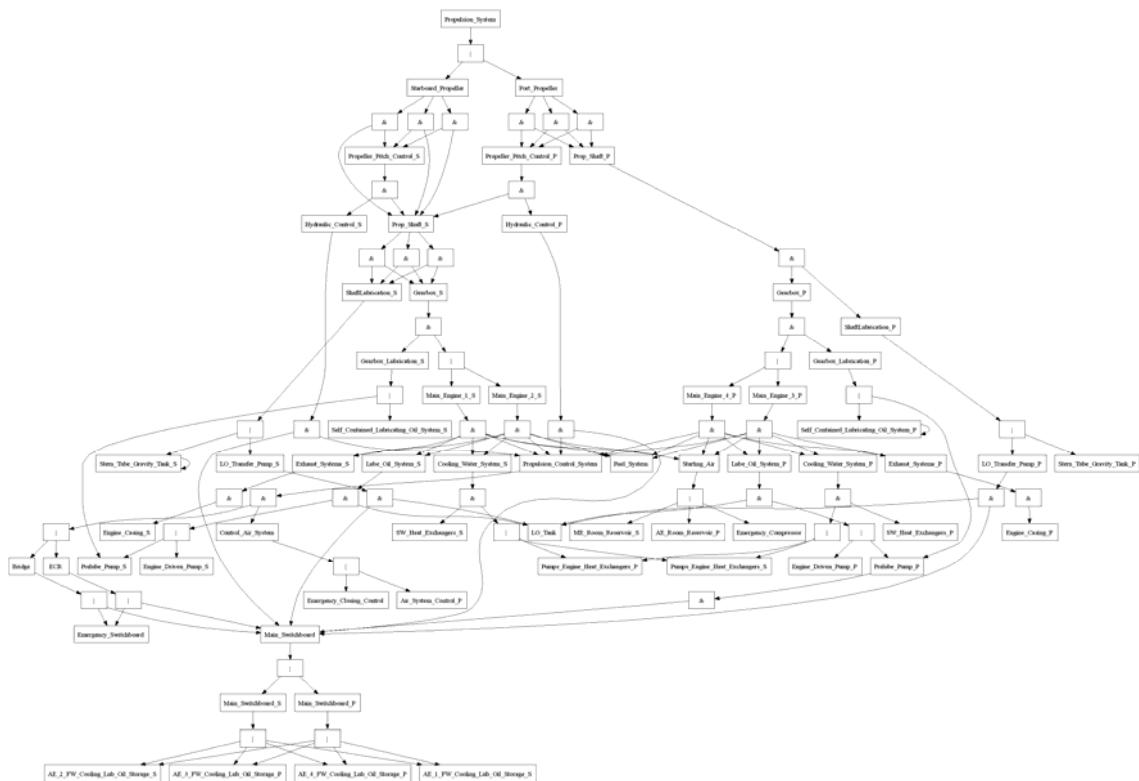 Propulsion_System
|
Starboard_Propeller
Port_Propeller
& & & & & &
Propeller_Pitch_Control_S
Propeller_Pitch_Control_P
Prop_Shaft_P
& &
Hydraulic_Control_S
Prop_Shaft_S
Hydraulic_Control_P
& & & &
ShaftLubrication_S
Gearbox_S
Gearbox_P
& &
ShaftLubrication_P
Gearbox_Lubrication_S
|
|
Gearbox_Lubrication_P
|
Main_Engine_1_S
Main_Engine_2_S
Main_Engine_4_P
Main_Engine_3_P
|
|
&
Self_Contained_Lubricating_Oil_System_S
& & & & &
Self_Contained_Lubricating_Oil_System_P
|
Stern_Tube_Gravity_Tank_S
LO_Transfer_Pump_S
Exhaust_Systems_S
Lube_Oil_System_S
Cooling_Water_System_S
Propulsion_Control_System
Fuel_System
Starting_Air
Lube_Oil_System_P
Cooling_Water_System_P
Exhaust_Systems_P
LO_Transfer_Pump_P
Stern_Tube_Gravity_Tank_P
& & & & & | & & & &
|
Engine_Casing_S
|
Control_Air_System
SW_Heat_Exchangers_S
|
LO_Tank
ME_Room_Reservoir_S
AE_Room_Reservoir_P
Emergency_Compressor
|
|
SW_Heat_Exchangers_P
Engine_Casing_P
Bridge
ECR
Prelube_Pump_S
Engine_Driven_Pump_S
|
Pumps_Engine_Heat_Exchangers_P
Pumps_Engine_Heat_Exchangers_S
Engine_Driven_Pump_P
Prelube_Pump_P
|
|
Emergency_Closing_Control
Air_System_Control_P
&
Emergency_Switchboard
Main_Switchboard
|
Main_Switchboard_S
Main_Switchboard_P
|
|
AE_2_FW_Cooling_Lub_Oil_Storage_S
AE_3_FW_Cooling_Lub_Oil_Storage_P
AE_4_FW_Cooling_Lub_Oil_Storage_P
AE_1_FW_Cooling_Lub_Oil_Storage_S